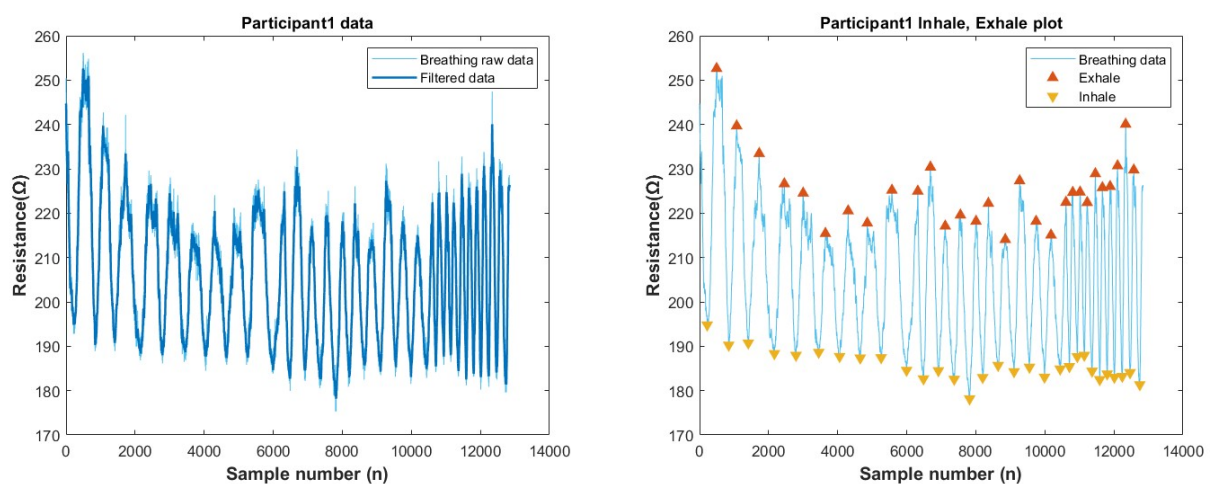 Participant1 data
260
250
240
230
220
210
200
190
180
170
Resistance(Ω)
0 2000 4000 6000 8000 10000 12000 14000
Sample number (n)
Breathing raw data
Filtered data
Participant1 Inhale, Exhale plot
260
250
240
230
220
210
200
190
180
170
Resistance(Ω)
0 2000 4000 6000 8000 10000 12000 14000
Sample number (n)
Breathing data
Exhale
Inhale